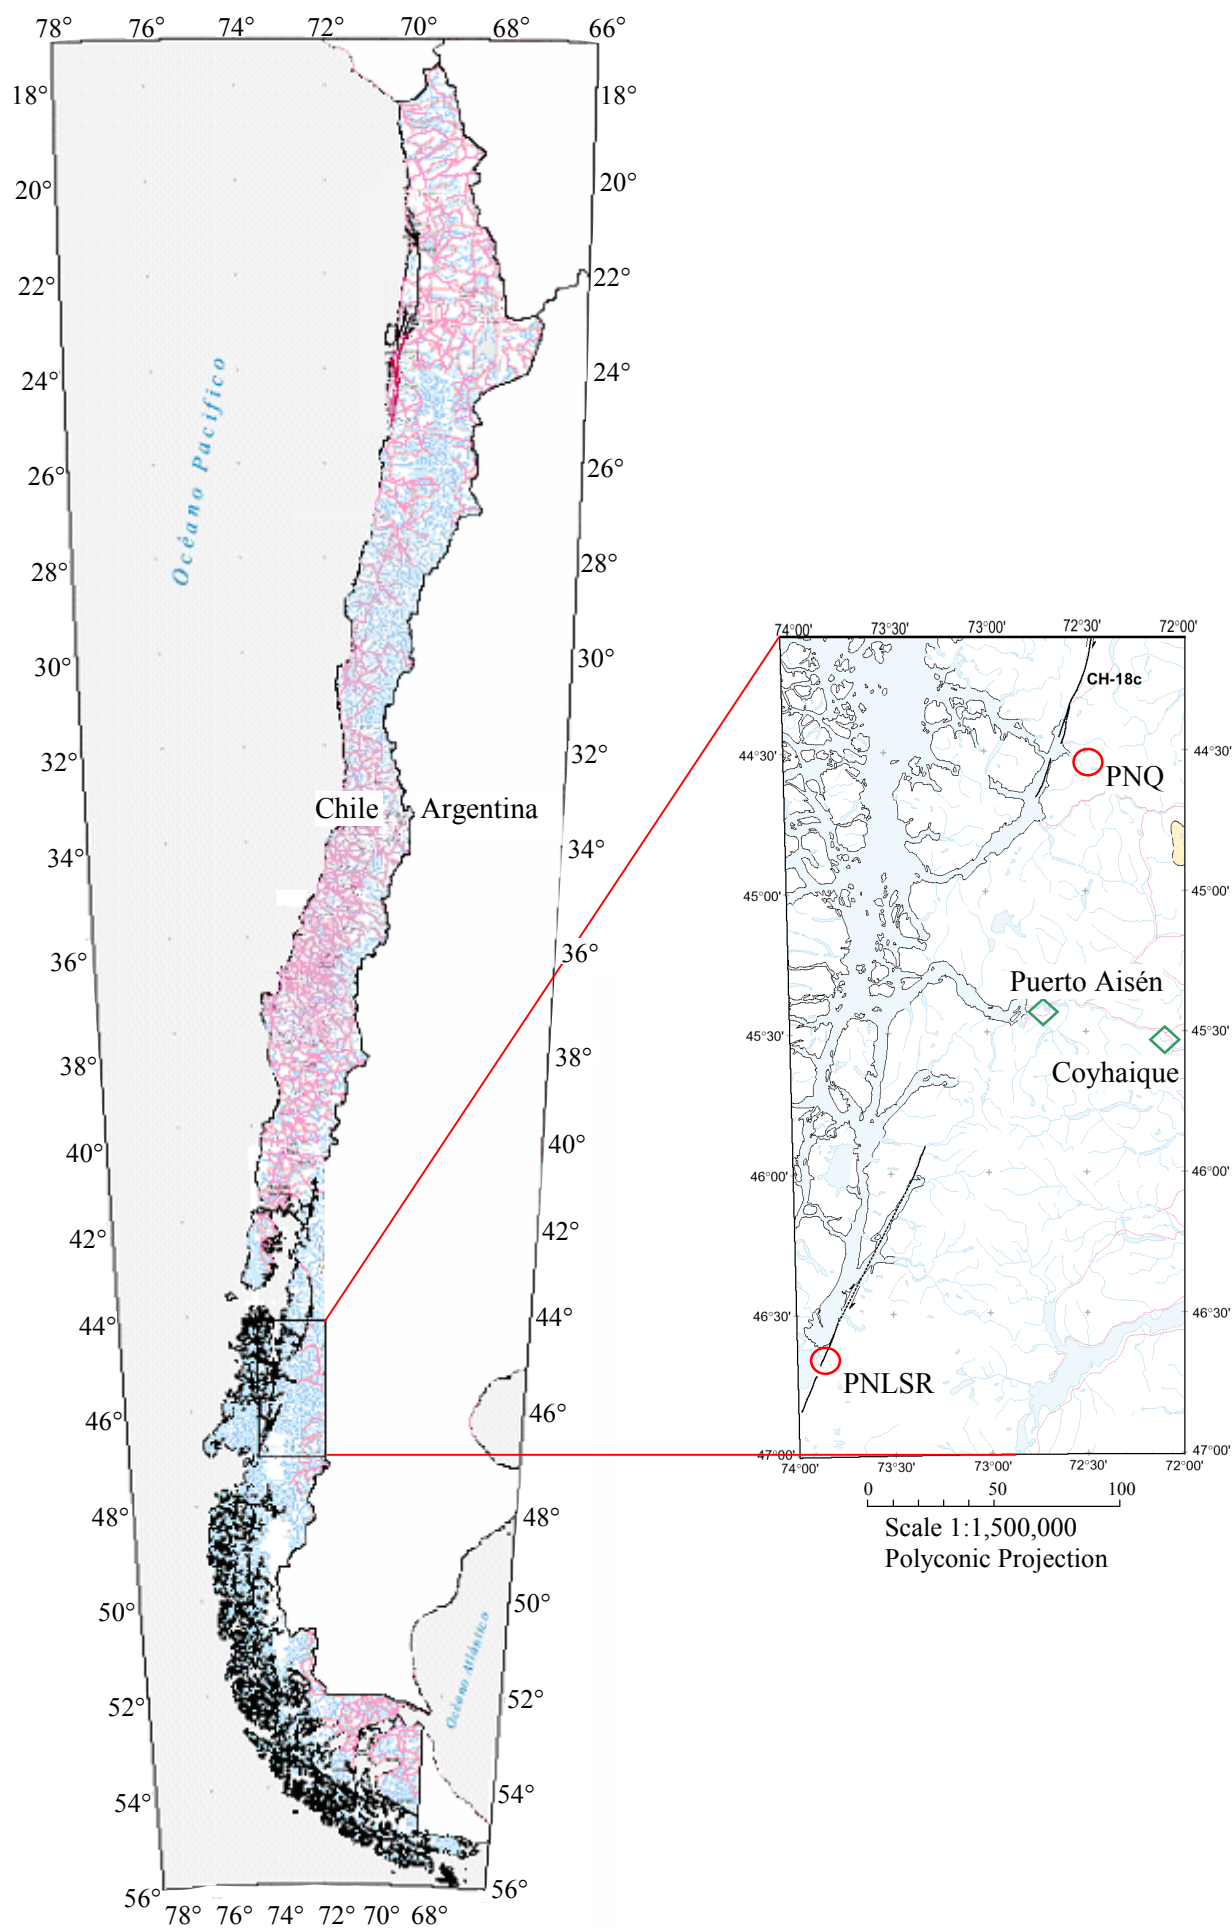 78° 76° 74° 72° 70° 68° 66°
18° 18°
20° 20°
22° 22°
24° 24°
26° 26°
28° 28°
30° 30°
32° 32°
34° 34°
36° 36°
38° 38°
40° 40°
42° 42°
44° 44°
46° 46°
48° 48°
50° 50°
52° 52°
54° 54°
56° 56°
78° 76° 74° 72° 70° 68°
Océano Pacifico
Chile Argentina
Océano Atlántico
74°00' 73°30' 73°00' 72°30' 72°00'
CH-18c
44°30' 44°30'
PNQ
45°00' 45°00'
Puerto Aisén
45°30' 45°30'
Coyhaique
46°00' 46°00'
46°30' 46°30'
PNLSR
47°00' 47°00'
74°00' 73°30' 73°00' 72°30' 72°00'
0 50 100
Scale 1:1,500,000
Polyconic Projection